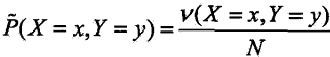 P̃(X = x, Y = y) = ν(X = x, Y = y) / N